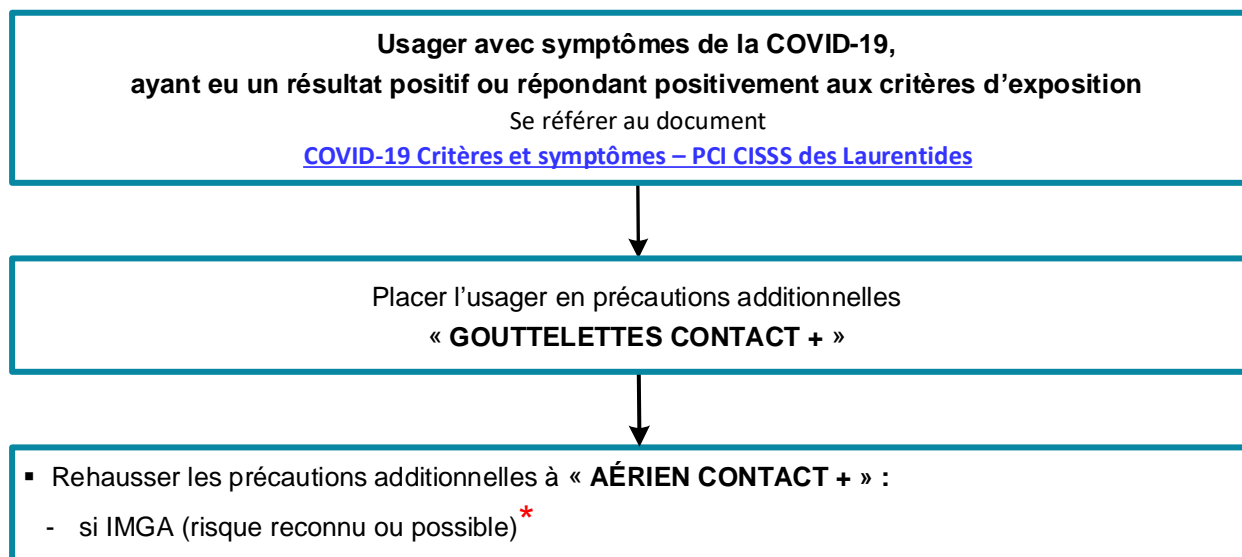 Usager avec symptômes de la COVID-19,
ayant eu un résultat positif ou répondant positivement aux critères d’exposition
Se référer au document
COVID-19 Critères et symptômes – PCI CISSS des Laurentides
Placer l’usager en précautions additionnelles
« GOUTTELETTES CONTACT + »
▪ Rehausser les précautions additionnelles à « AÉRIEN CONTACT + » :
- si IMGA (risque reconnu ou possible)*